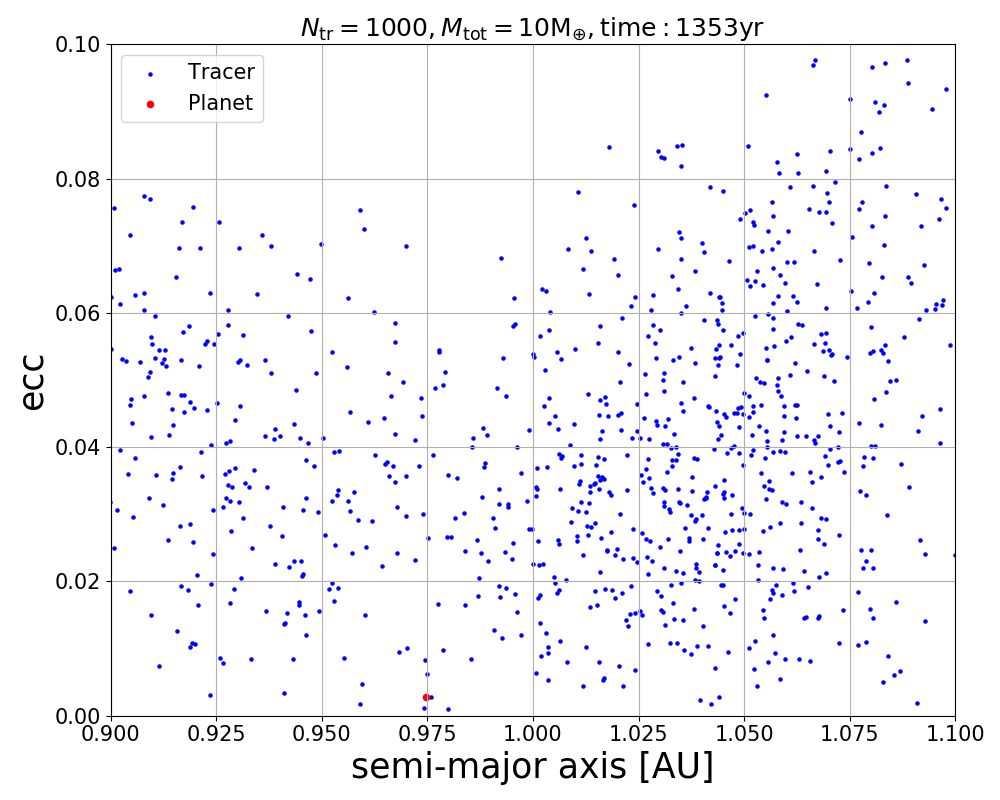 N_tr = 1000, M_tot = 10M_⊕, time : 1353yr
Tracer
Planet
ecc
0.10
0.08
0.06
0.04
0.02
0.00
0.900 0.925 0.950 0.975 1.000 1.025 1.050 1.075 1.100
semi-major axis [AU]